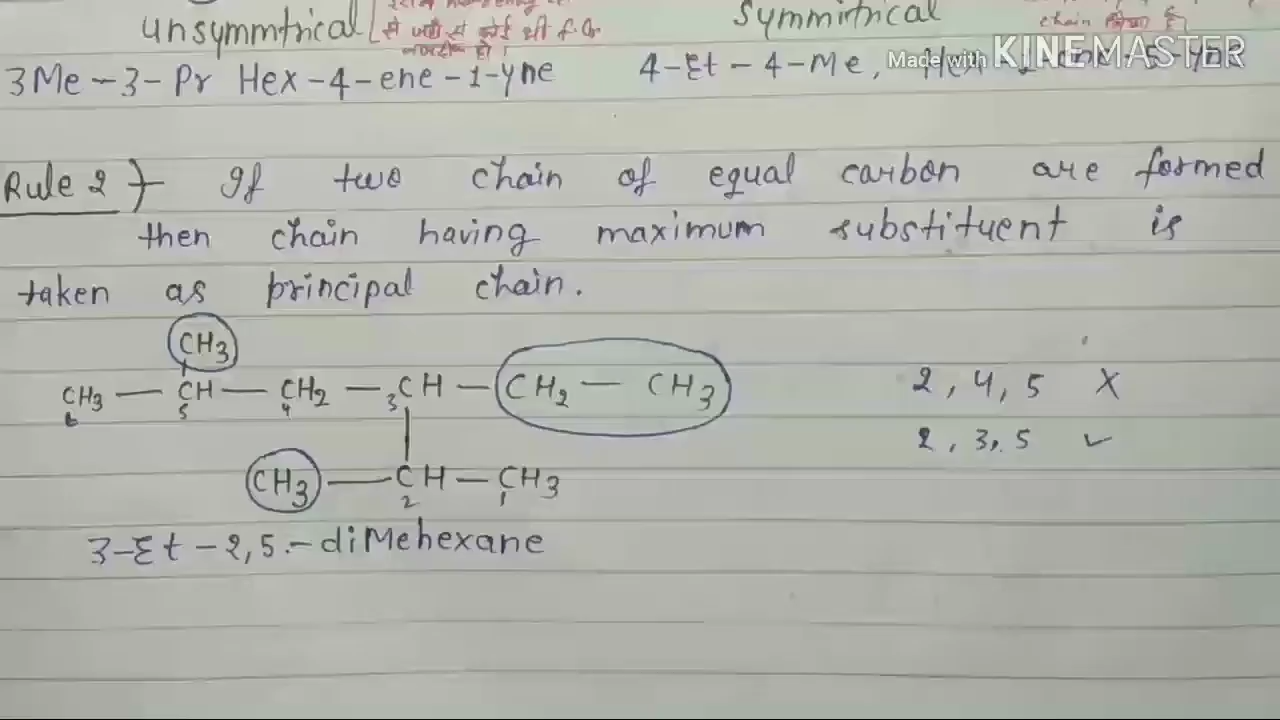 unsymmtrical
से
कोई भी f.G.
symmitrical
chain
है।
3Me-3-Pr Hex-4-ene-1-yne
4-Et-4-Me,
Made with KINEMASTER
Rule 2 }- If two chain of equal carbon are formed
then chain having maximum substituent is
taken as principal chain.
CH3
CH3 — CH — CH2 — CH — CH2 — CH3
6 5 4 3
2, 4, 5 X
2, 3, 5 ✓
CH3 — CH — CH3
2 1
3-Et-2,5-diMehexane